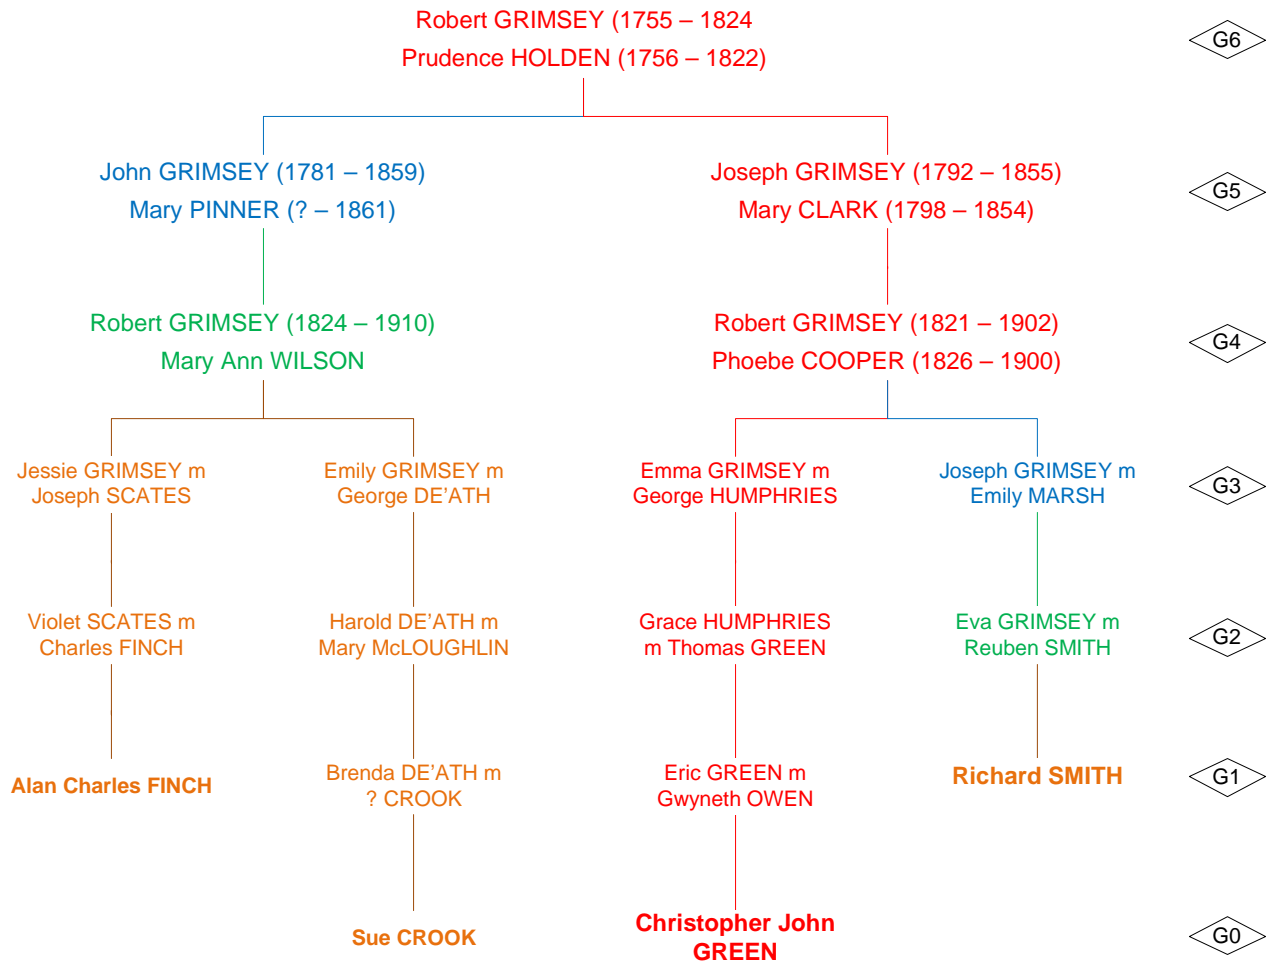 Robert GRIMSEY (1755 – 1824
Prudence HOLDEN (1756 – 1822)
G6
John GRIMSEY (1781 – 1859)
Mary PINNER (? – 1861)
Joseph GRIMSEY (1792 – 1855)
Mary CLARK (1798 – 1854)
G5
Robert GRIMSEY (1824 – 1910)
Mary Ann WILSON
Robert GRIMSEY (1821 – 1902)
Phoebe COOPER (1826 – 1900)
G4
Jessie GRIMSEY m
Joseph SCATES
Emily GRIMSEY m
George DE'ATH
Emma GRIMSEY m
George HUMPHRIES
Joseph GRIMSEY m
Emily MARSH
G3
Violet SCATES m
Charles FINCH
Harold DE'ATH m
Mary McLOUGHLIN
Grace HUMPHRIES
m Thomas GREEN
Eva GRIMSEY m
Reuben SMITH
G2
Alan Charles FINCH
Brenda DE'ATH m
? CROOK
Eric GREEN m
Gwyneth OWEN
Richard SMITH
G1
Sue CROOK
Christopher John
GREEN
G0